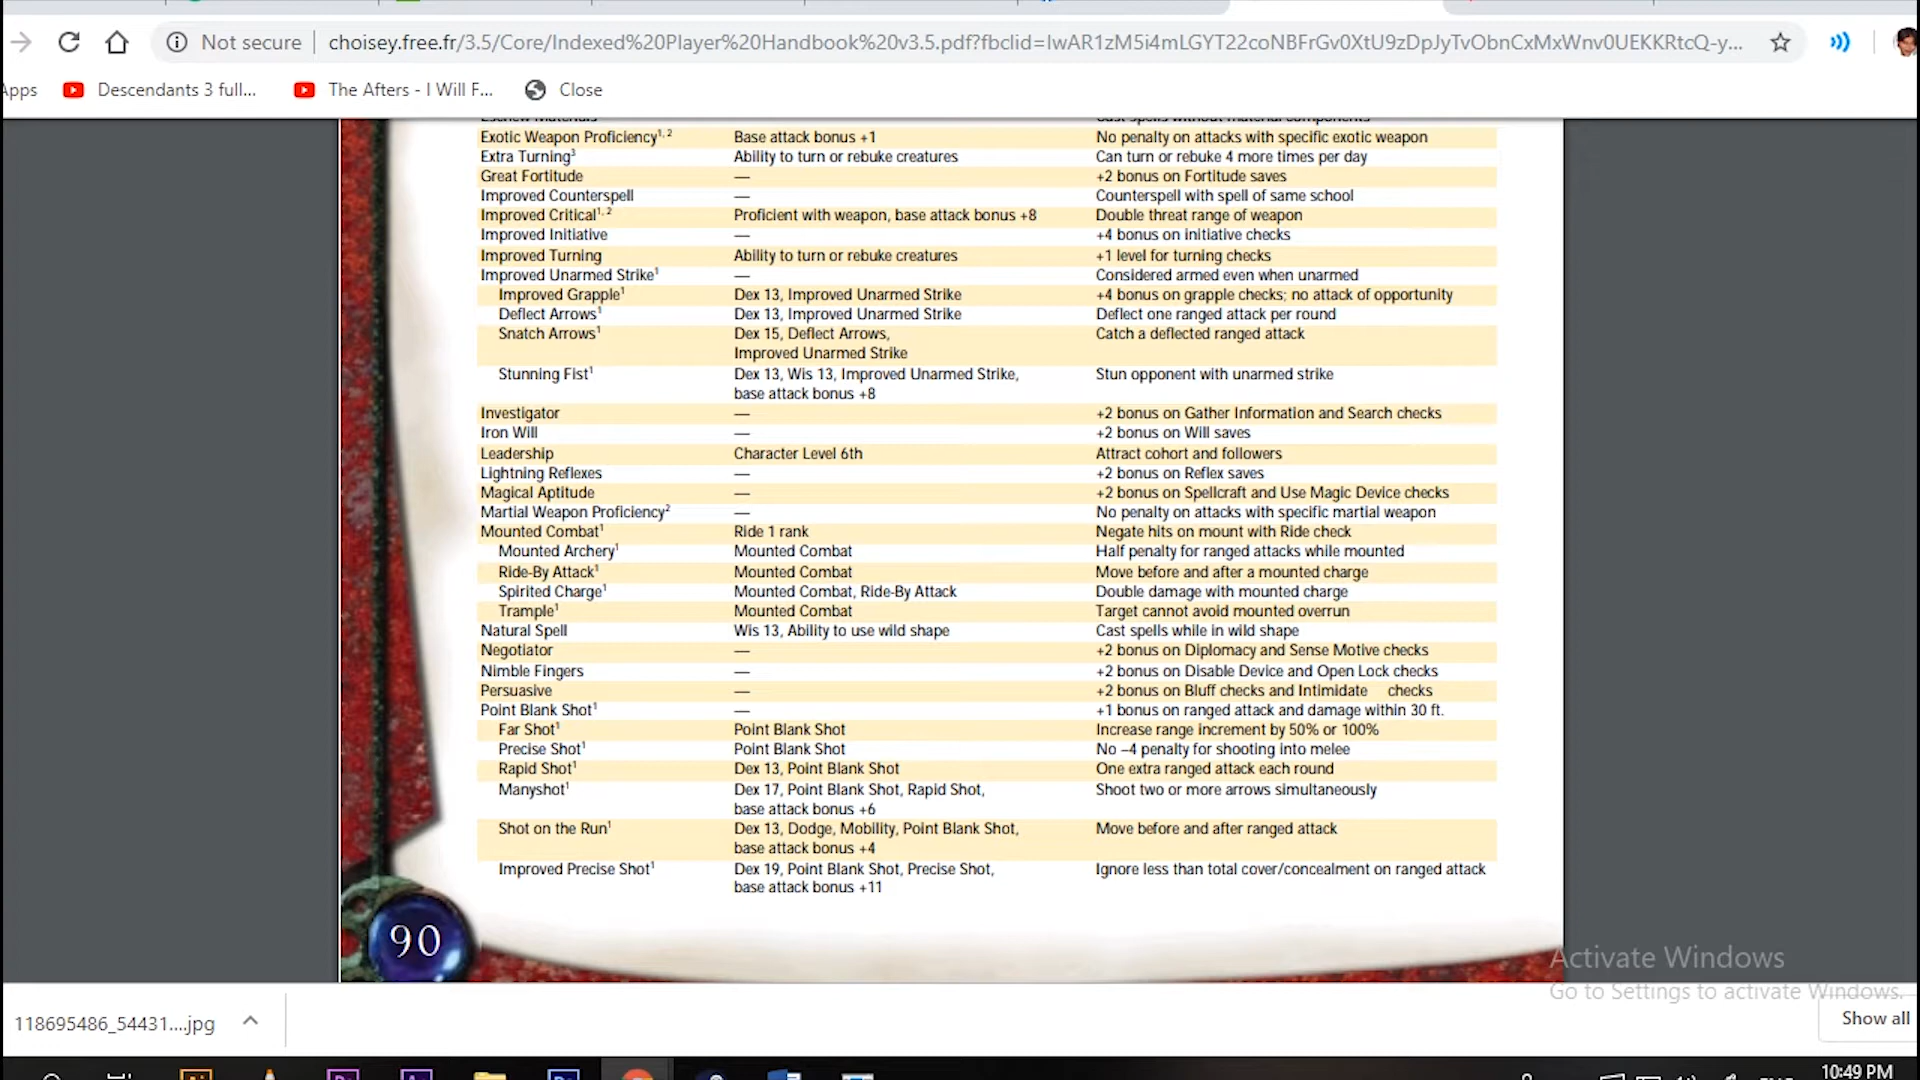 Not secure
choisey.free.fr/3.5/Core/Indexed%20Player%20Handbook%20v3.5.pdf?fbclid=IwAR1zM5i4mLGYT22coNBFrGv0XtU9zDpJyTvObnCxMxWnv0UEKKRtcQ-y...
Apps Descendants 3 full... The Afters - I Will F... Close
Eschew Materials Cast spells without material components
Exotic Weapon Proficiency1, 2 Base attack bonus +1 No penalty on attacks with specific exotic weapon
Extra Turning3 Ability to turn or rebuke creatures Can turn or rebuke 4 more times per day
Great Fortitude — +2 bonus on Fortitude saves
Improved Counterspell — Counterspell with spell of same school
Improved Critical1, 2 Proficient with weapon, base attack bonus +8 Double threat range of weapon
Improved Initiative — +4 bonus on initiative checks
Improved Turning Ability to turn or rebuke creatures +1 level for turning checks
Improved Unarmed Strike1 — Considered armed even when unarmed
Improved Grapple1 Dex 13, Improved Unarmed Strike +4 bonus on grapple checks; no attack of opportunity
Deflect Arrows1 Dex 13, Improved Unarmed Strike Deflect one ranged attack per round
Snatch Arrows1 Dex 15, Deflect Arrows, Catch a deflected ranged attack
Improved Unarmed Strike
Stunning Fist1 Dex 13, Wis 13, Improved Unarmed Strike, Stun opponent with unarmed strike
base attack bonus +8
Investigator — +2 bonus on Gather Information and Search checks
Iron Will — +2 bonus on Will saves
Leadership Character Level 6th Attract cohort and followers
Lightning Reflexes — +2 bonus on Reflex saves
Magical Aptitude — +2 bonus on Spellcraft and Use Magic Device checks
Martial Weapon Proficiency2 — No penalty on attacks with specific martial weapon
Mounted Combat1 Ride 1 rank Negate hits on mount with Ride check
Mounted Archery1 Mounted Combat Half penalty for ranged attacks while mounted
Ride-By Attack1 Mounted Combat Move before and after a mounted charge
Spirited Charge1 Mounted Combat, Ride-By Attack Double damage with mounted charge
Trample1 Mounted Combat Target cannot avoid mounted overrun
Natural Spell Wis 13, Ability to use wild shape Cast spells while in wild shape
Negotiator — +2 bonus on Diplomacy and Sense Motive checks
Nimble Fingers — +2 bonus on Disable Device and Open Lock checks
Persuasive — +2 bonus on Bluff checks and Intimidate checks
Point Blank Shot1 — +1 bonus on ranged attack and damage within 30 ft.
Far Shot1 Point Blank Shot Increase range increment by 50% or 100%
Precise Shot1 Point Blank Shot No –4 penalty for shooting into melee
Rapid Shot1 Dex 13, Point Blank Shot One extra ranged attack each round
Manyshot1 Dex 17, Point Blank Shot, Rapid Shot, Shoot two or more arrows simultaneously
base attack bonus +6
Shot on the Run1 Dex 13, Dodge, Mobility, Point Blank Shot, Move before and after ranged attack
base attack bonus +4
Improved Precise Shot1 Dex 19, Point Blank Shot, Precise Shot, Ignore less than total cover/concealment on ranged attack
base attack bonus +11
90
Activate Windows
Go to Settings to activate Windows.
118695486_54431....jpg
Show all
10:49 PM